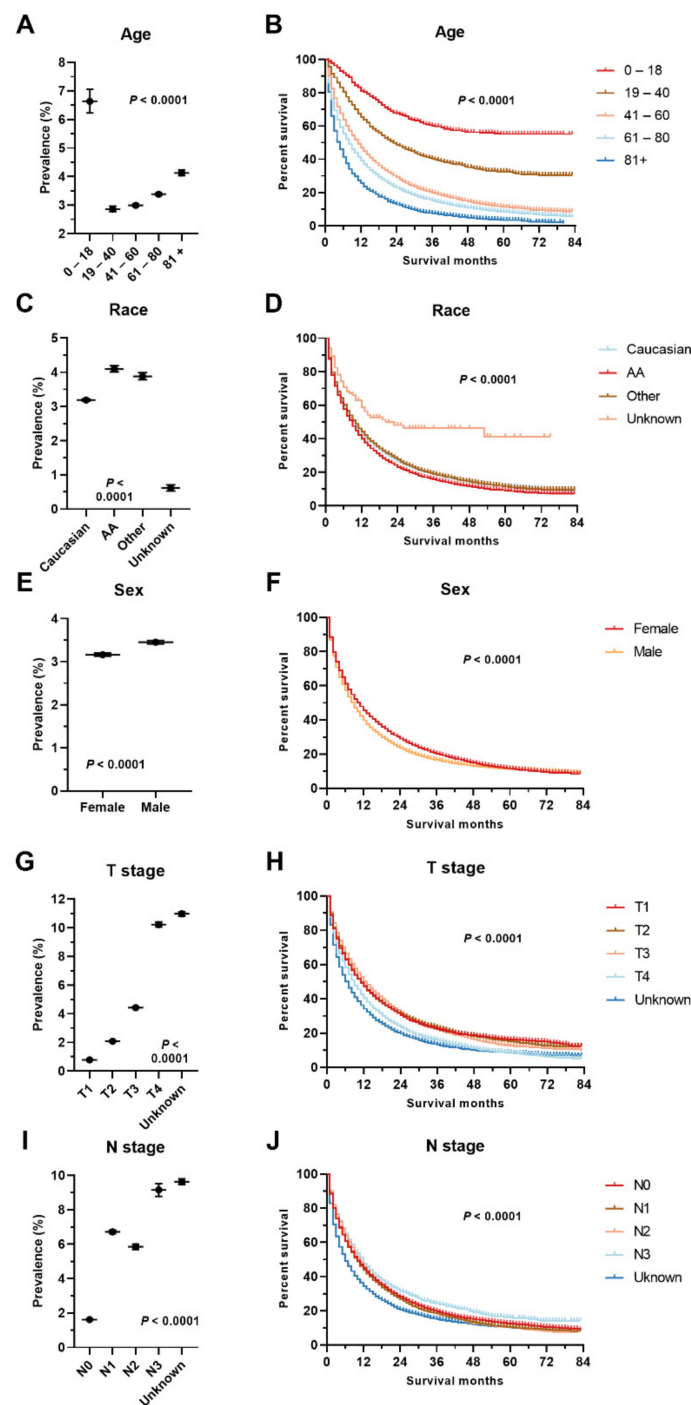 A
Age
Prevalence (%)
8
7
6
5
4
3
2
P < 0.0001
0 – 18
19 – 40
41 – 60
61 – 80
81 +
B
Age
Percent survival
100
80
60
40
20
0
P < 0.0001
0 12 24 36 48 60 72 84
Survival months
0 – 18
19 – 40
41 – 60
61 – 80
81+
C
Race
Prevalence (%)
5
4
3
2
1
0
P <
0.0001
Caucasian
AA
Other
Unknown
D
Race
Percent survival
100
80
60
40
20
0
P < 0.0001
0 12 24 36 48 60 72 84
Survival months
Caucasian
AA
Other
Unknown
E
Sex
Prevalence (%)
4
3
2
1
0
P < 0.0001
Female Male
F
Sex
Percent survival
100
80
60
40
20
0
P < 0.0001
0 12 24 36 48 60 72 84
Survival months
Female
Male
G
T stage
Prevalence (%)
12
10
8
6
4
2
0
P <
0.0001
T1
T2
T3
T4
Unknown
H
T stage
Percent survival
100
80
60
40
20
0
P < 0.0001
0 12 24 36 48 60 72 84
Survival months
T1
T2
T3
T4
Unknown
I
N stage
Prevalence (%)
10
8
6
4
2
0
P < 0.0001
N0
N1
N2
N3
Unknown
J
N stage
Percent survival
100
80
60
40
20
0
P < 0.0001
0 12 24 36 48 60 72 84
Survival months
N0
N1
N2
N3
Uknown